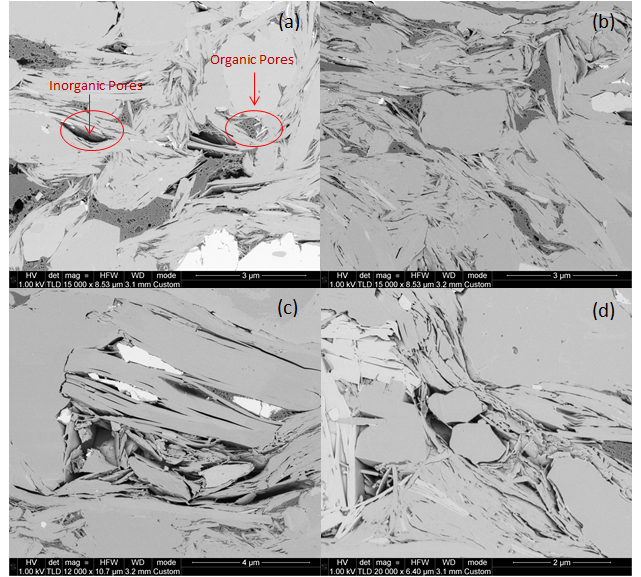 (a)
Organic Pores
Inorganic Pores
HV det mag ≡ HFW WD mode
1.00 kV TLD 15 000 x 8.53 μm 3.1 mm Custom
3 μm
(b)
HV det mag ≡ HFW WD mode
1.00 kV TLD 15 000 x 8.53 μm 3.2 mm Custom
3 μm
(c)
HV det mag ≡ HFW WD mode
1.00 kV TLD 12 000 x 10.7 μm 3.2 mm Custom
4 μm
(d)
HV det mag ≡ HFW WD mode
1.00 kV TLD 20 000 x 6.40 μm 3.2 mm Custom
2 μm